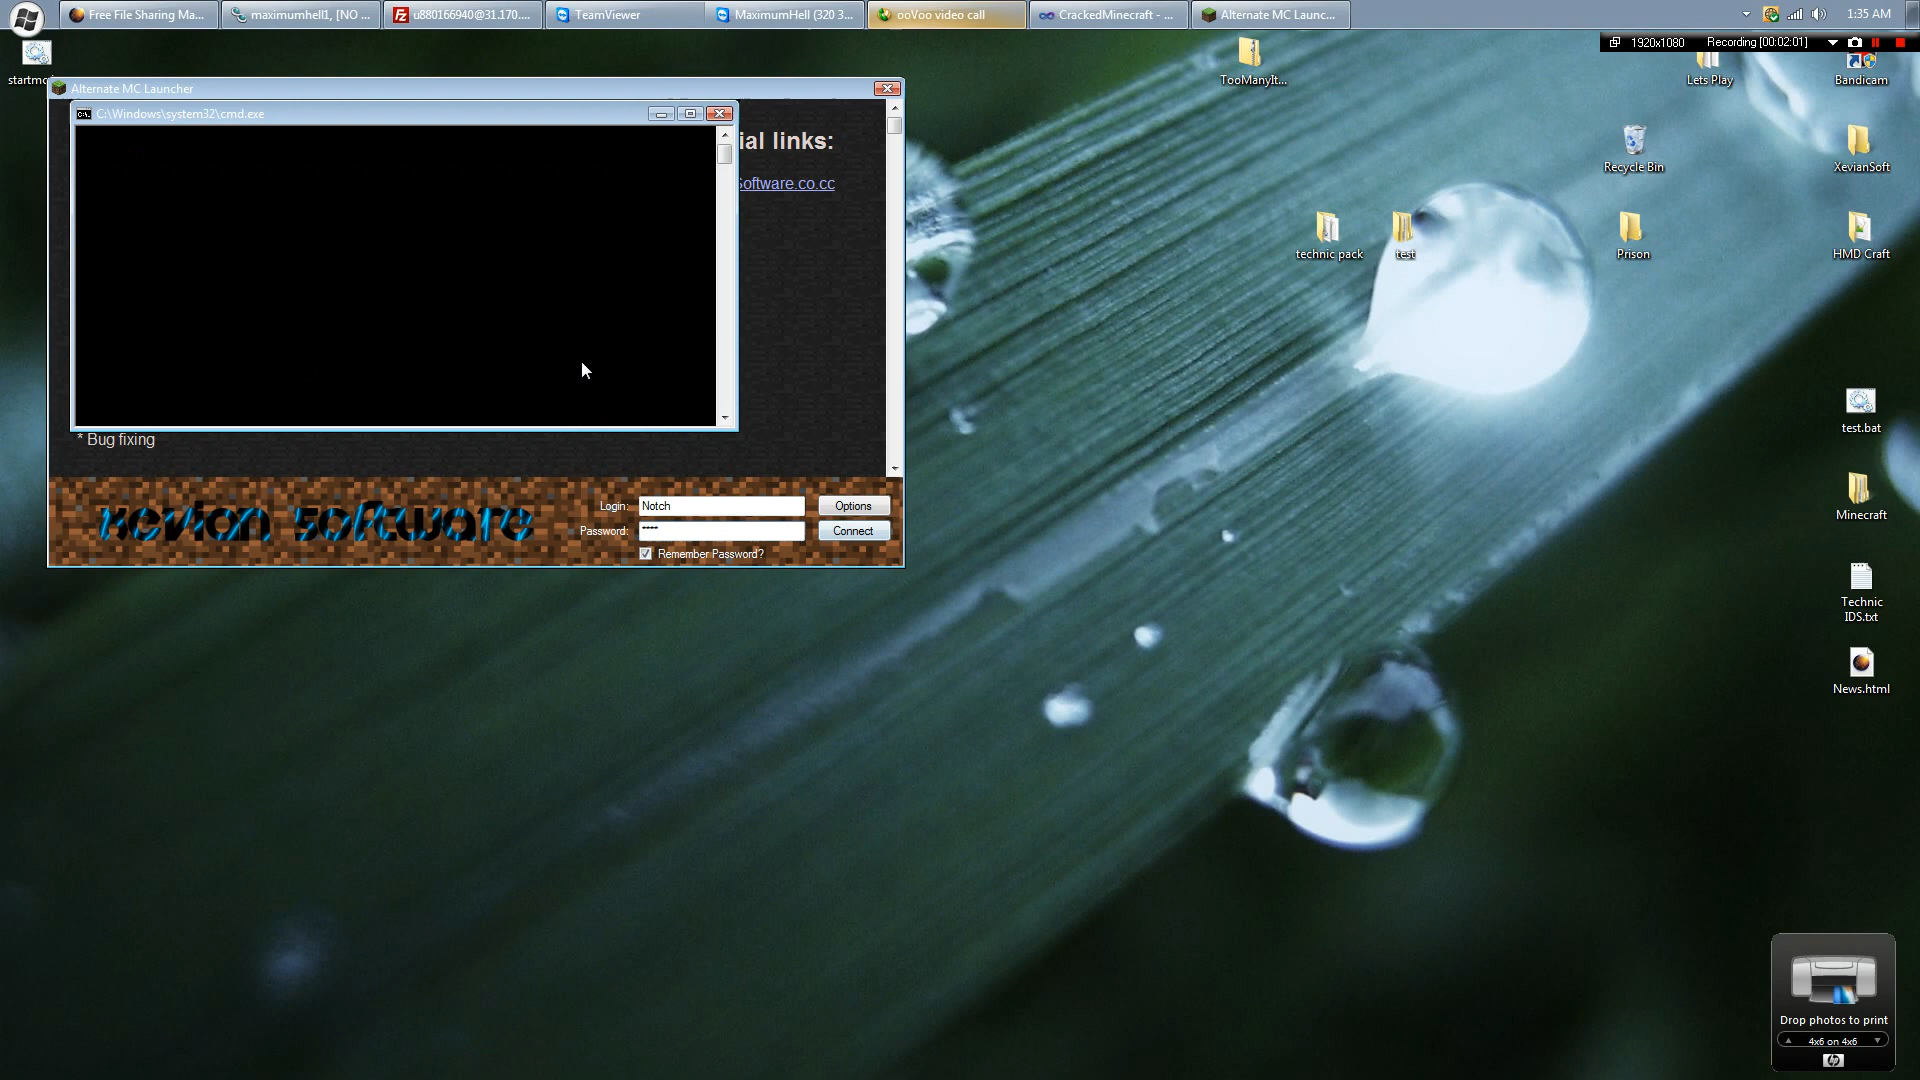 Free File Sharing Ma...
maximumhell1, [NO ...
u880166940@31.170....
TeamViewer
MaximumHell (320 3...
ooVoo video call
CrackedMinecraft - ...
Alternate MC Launc...
1:35 AM
1920x1080
Recording [00:02:01]
startmo
TooManyIt...
Lets Play
Bandicam
Alternate MC Launcher
C:\Windows\system32\cmd.exe
ial links:
Software.co.cc
Recycle Bin
XevianSoft
technic pack
test
Prison
HMD Craft
* Bug fixing
test.bat
xevian software
Login:
Notch
Options
Password:
****
Connect
Remember Password?
Minecraft
Technic
IDS.txt
News.html
Drop photos to print
4x6 on 4x6
hp